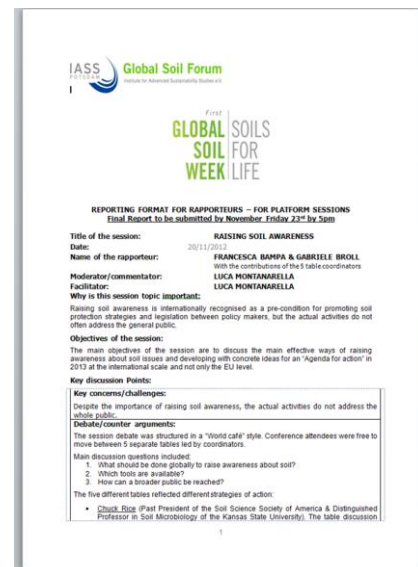 IASS
POTSDAM
Global Soil Forum
Institute for Advanced Sustainability Studies e.V.
First
GLOBAL SOILS
SOIL FOR
WEEK LIFE
REPORTING FORMAT FOR RAPPORTEURS – FOR PLATFORM SESSIONS
Final Report to be submitted by November Friday 23rd by 5pm
Title of the session: RAISING SOIL AWARENESS
Date: 20/11/2012
Name of the rapporteur: FRANCESCA BAMPA & GABRIELE BROLL
With the contributions of the 5 table coordinators
Moderator/commentator: LUCA MONTANARELLA
Facilitator: LUCA MONTANARELLA
Why is this session topic important:
Raising soil awareness is internationally recognised as a pre-condition for promoting soil
protection strategies and legislation between policy makers, but the actual activities do not
often address the general public.
Objectives of the session:
The main objectives of the session are to discuss the main effective ways of raising
awareness about soil issues and developing with concrete ideas for an "Agenda for action" in
2013 at the international scale and not only the EU level.
Key discussion Points:
Key concerns/challenges:
Despite the importance of raising soil awareness, the actual activities do not address the
whole public.
Debate/counter arguments:
The session debate was structured in a "World café" style. Conference attendees were free to
move between 5 separate tables led by coordinators.
Main discussion questions included:
1. What should be done globally to raise awareness about soil?
2. Which tools are available?
3. How can a broader public be reached?
The five different tables reflected different strategies of action:
• Chuck Rice (Past President of the Soil Science Society of America & Distinguished
Professor in Soil Microbiology of the Kansas State University). The table discussion
1